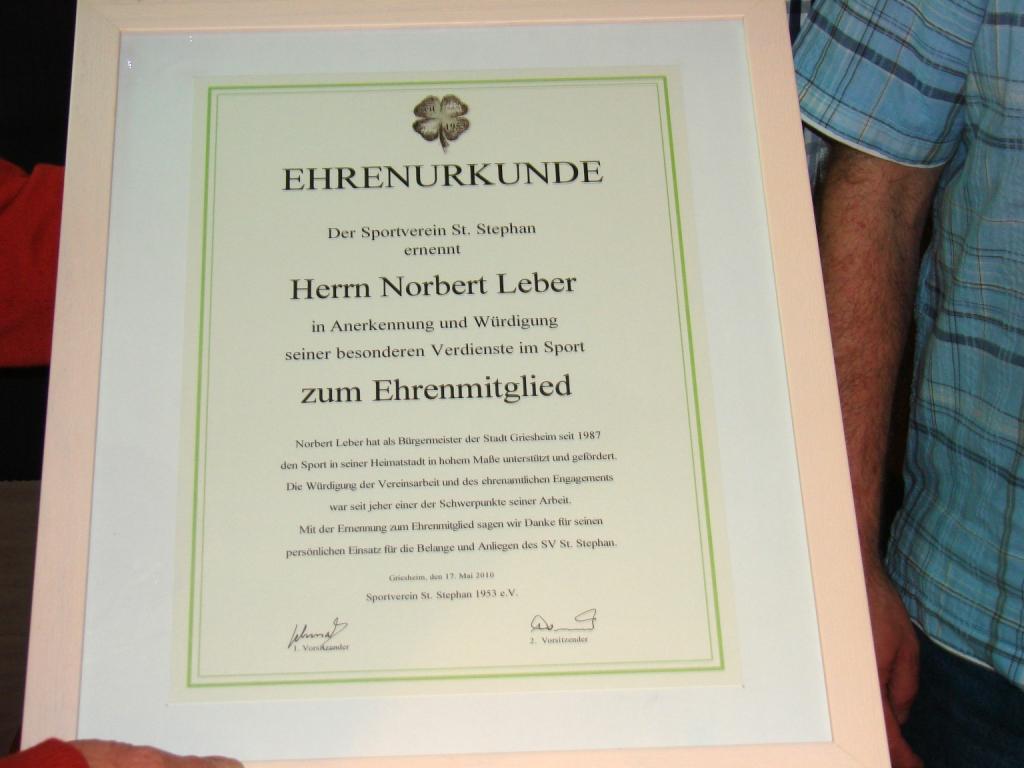 1953
EHRENURKUNDE
Der Sportverein St. Stephan
ernennt
Herrn Norbert Leber
in Anerkennung und Würdigung
seiner besonderen Verdienste im Sport
zum Ehrenmitglied
Norbert Leber hat als Bürgermeister der Stadt Griesheim seit 1987
den Sport in seiner Heimatstadt in hohem Maße unterstützt und gefördert.
Die Würdigung der Vereinsarbeit und des ehrenamtlichen Engagements
war seit jeher einer der Schwerpunkte seiner Arbeit.
Mit der Ernennung zum Ehrenmitglied sagen wir Danke für seinen
persönlichen Einsatz für die Belange und Anliegen des SV St. Stephan.
Griesheim, den 17. Mai 2010
Sportverein St. Stephan 1953 e.V.
1. Vorsitzender
2. Vorsitzender